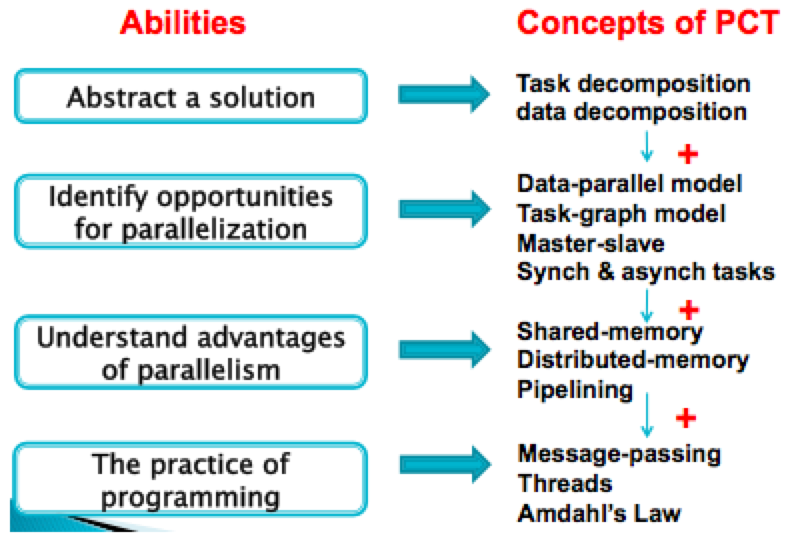 Abilities
Concepts of PCT
Abstract a solution
Task decomposition
data decomposition
+
Identify opportunities
for parallelization
Data-parallel model
Task-graph model
Master-slave
Synch & asynch tasks
+
Understand advantages
of parallelism
Shared-memory
Distributed-memory
Pipelining
+
The practice of
programming
Message-passing
Threads
Amdahl's Law